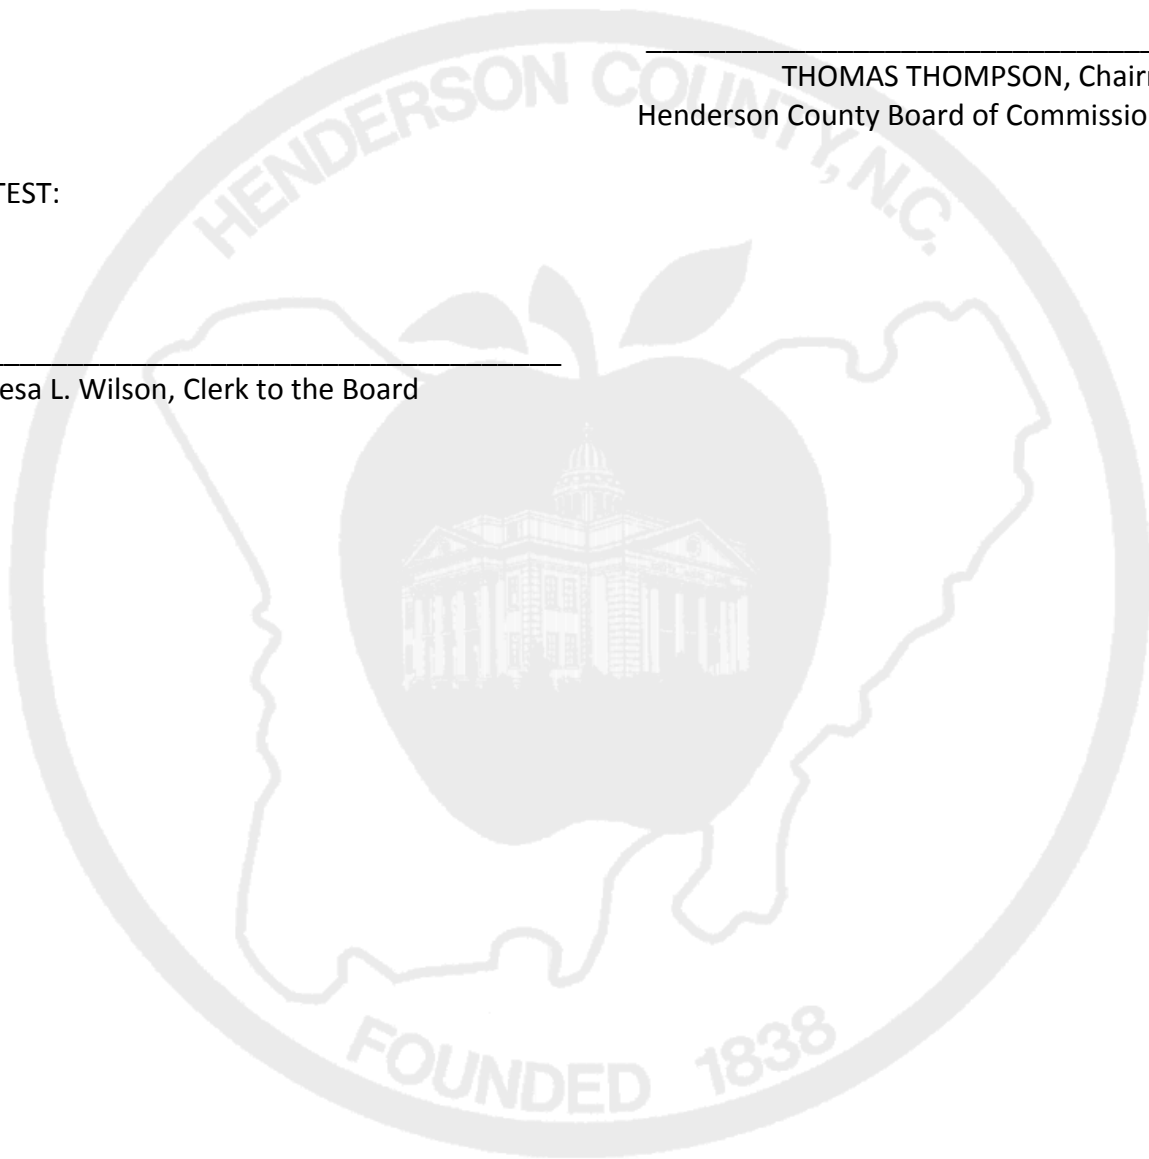 THOMAS THOMPSON, Chair
Henderson County Board of Commissio
TEST:
esa L. Wilson, Clerk to the Board
HENDERSON COUNTY, N.C.
FOUNDED 1838